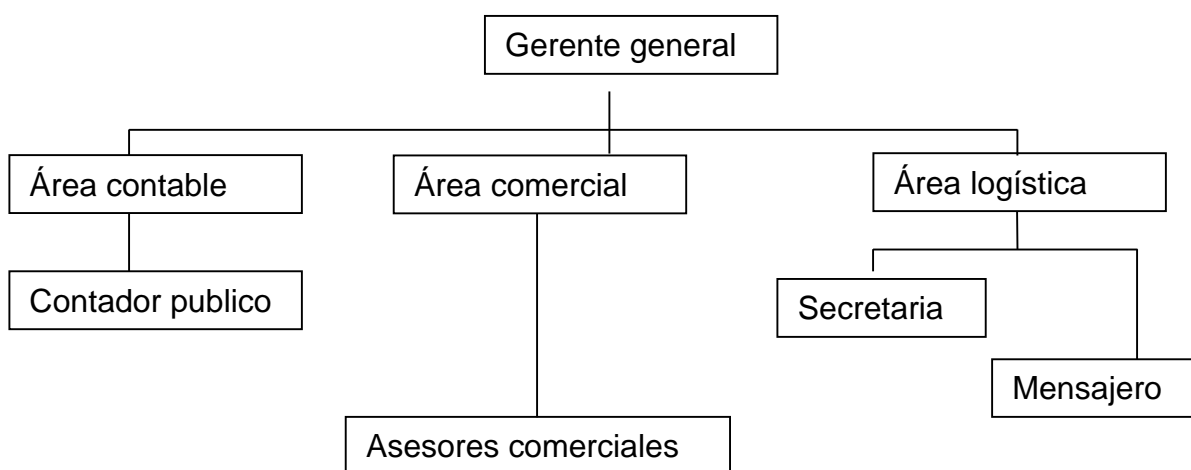 Gerente general
Área contable
Área comercial
Área logística
Contador publico
Secretaria
Mensajero
Asesores comerciales